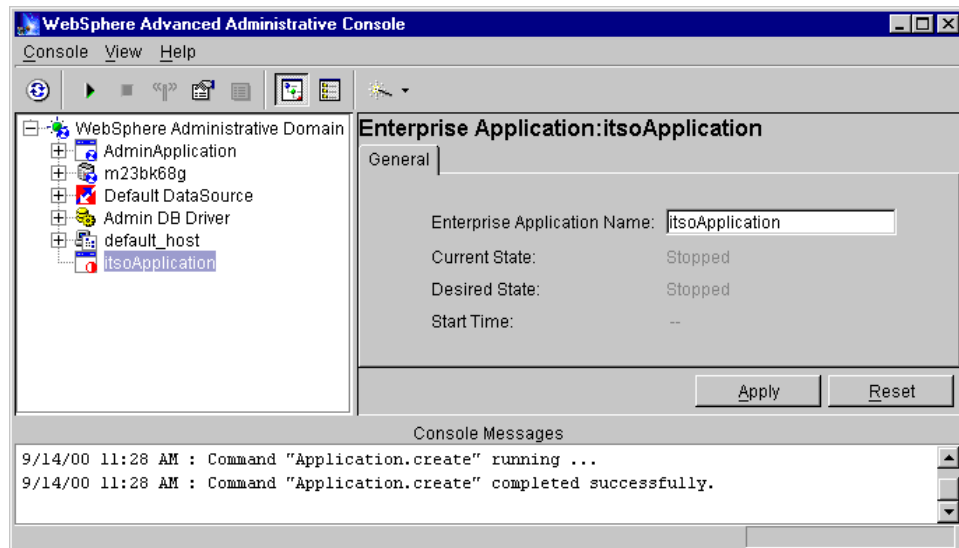 WebSphere Advanced Administrative Console
Console View Help
WebSphere Administrative Domain
AdminApplication
m23bk68g
Default DataSource
Admin DB Driver
default_host
itsoApplication
Enterprise Application:itsoApplication
General
Enterprise Application Name: itsoApplication
Current State: Stopped
Desired State: Stopped
Start Time: --
Apply Reset
Console Messages
9/14/00 11:28 AM : Command "Application.create" running ...
9/14/00 11:28 AM : Command "Application.create" completed successfully.